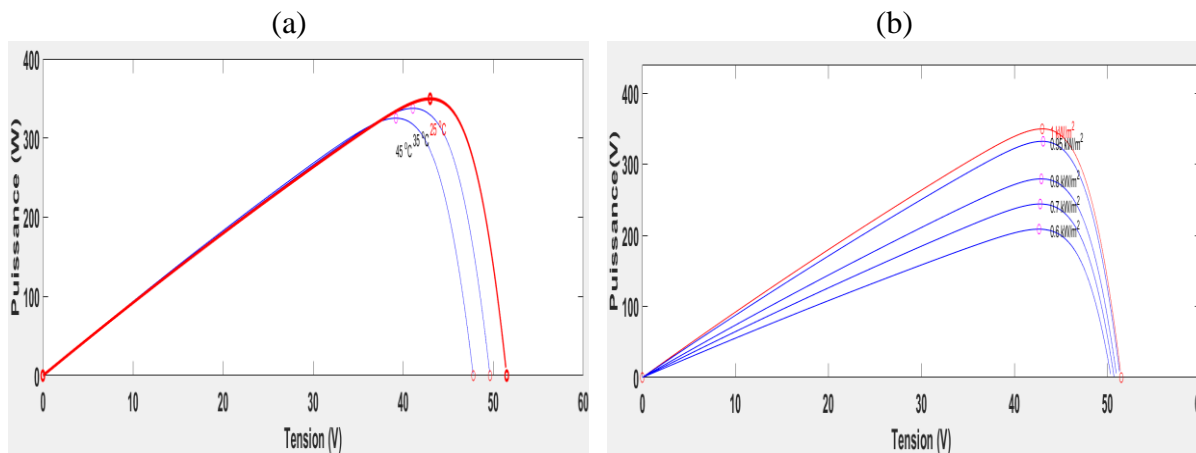 (a)
(b)
400
300
200
100
0
Puissance (W)
25 °C
35 °C
45 °C
0 10 20 30 40 50 60
Tension (V)
400
300
200
100
0
Puissance(V)
1 kW/m²
0.95 kW/m²
0.8 kW/m²
0.7 kW/m²
0.6 kW/m²
0 10 20 30 40 50
Tension (V)